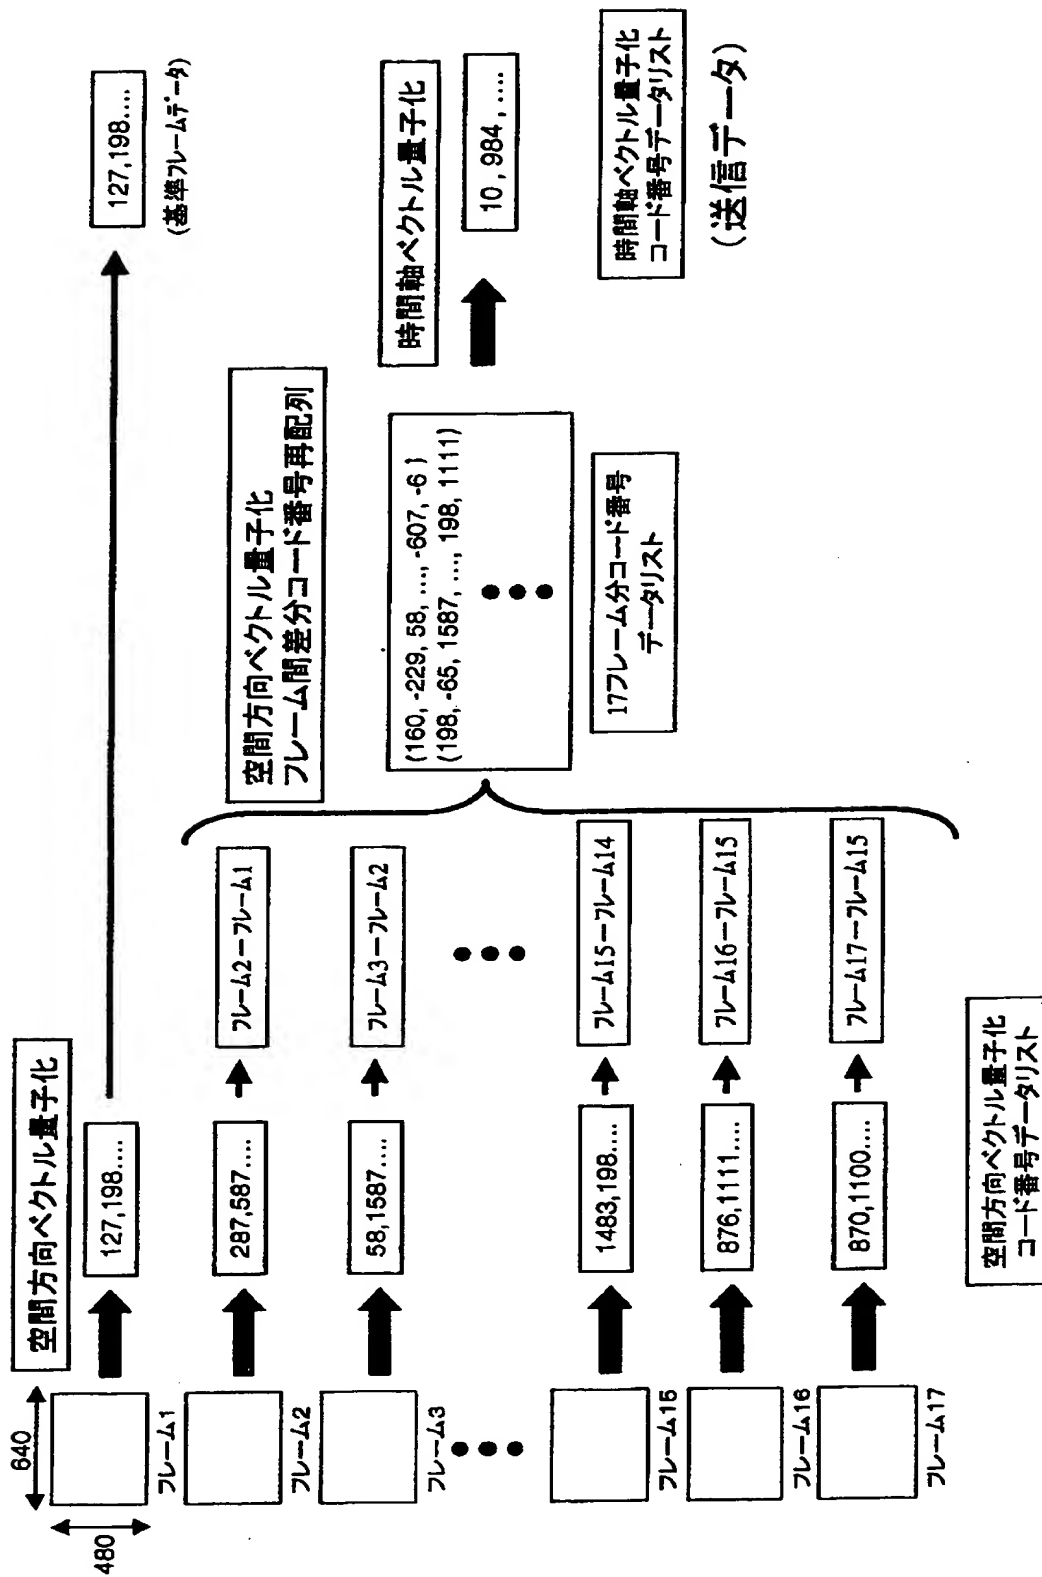 640
480
フレーム1
フレーム2
フレーム3
フレーム15
フレーム16
フレーム17
空間方向ベクトル量子化
127,198....
287,587....
58,1587....
1483,198....
876,1111....
870,1100....
空間方向ベクトル量子化
コード番号データリスト
フレーム2ーフレーム1
フレーム3ーフレーム2
フレーム15ーフレーム14
フレーム16ーフレーム15
フレーム17ーフレーム15
空間方向ベクトル量子化
フレーム間差分コード番号再配列
(160, -229, 58, ..., -607, -6 )
(198, -65, 1587, ..., 198, 1111)
17フレーム分コード番号
データリスト
127,198....
(基準フレームデータ)
時間軸ベクトル量子化
10 , 984, ....
時間軸ベクトル量子化
コード番号データリスト
(送信データ)